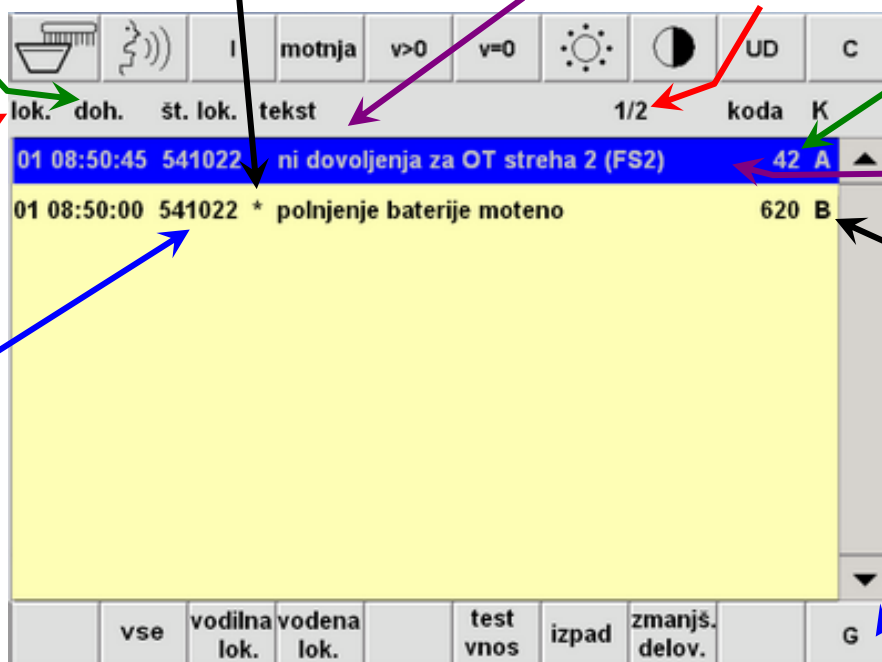 I motnja v>0 v=0 UD C
lok. doh. št. lok. tekst 1/2 koda K
01 08:50:45 541022 ni dovoljenja za OT streha 2 (FS2) 42 A
01 08:50:00 541022 * polnjenje baterije moteno 620 B
vse vodilna lok. vodena lok. test vnos izpad zmanjš. delov. G